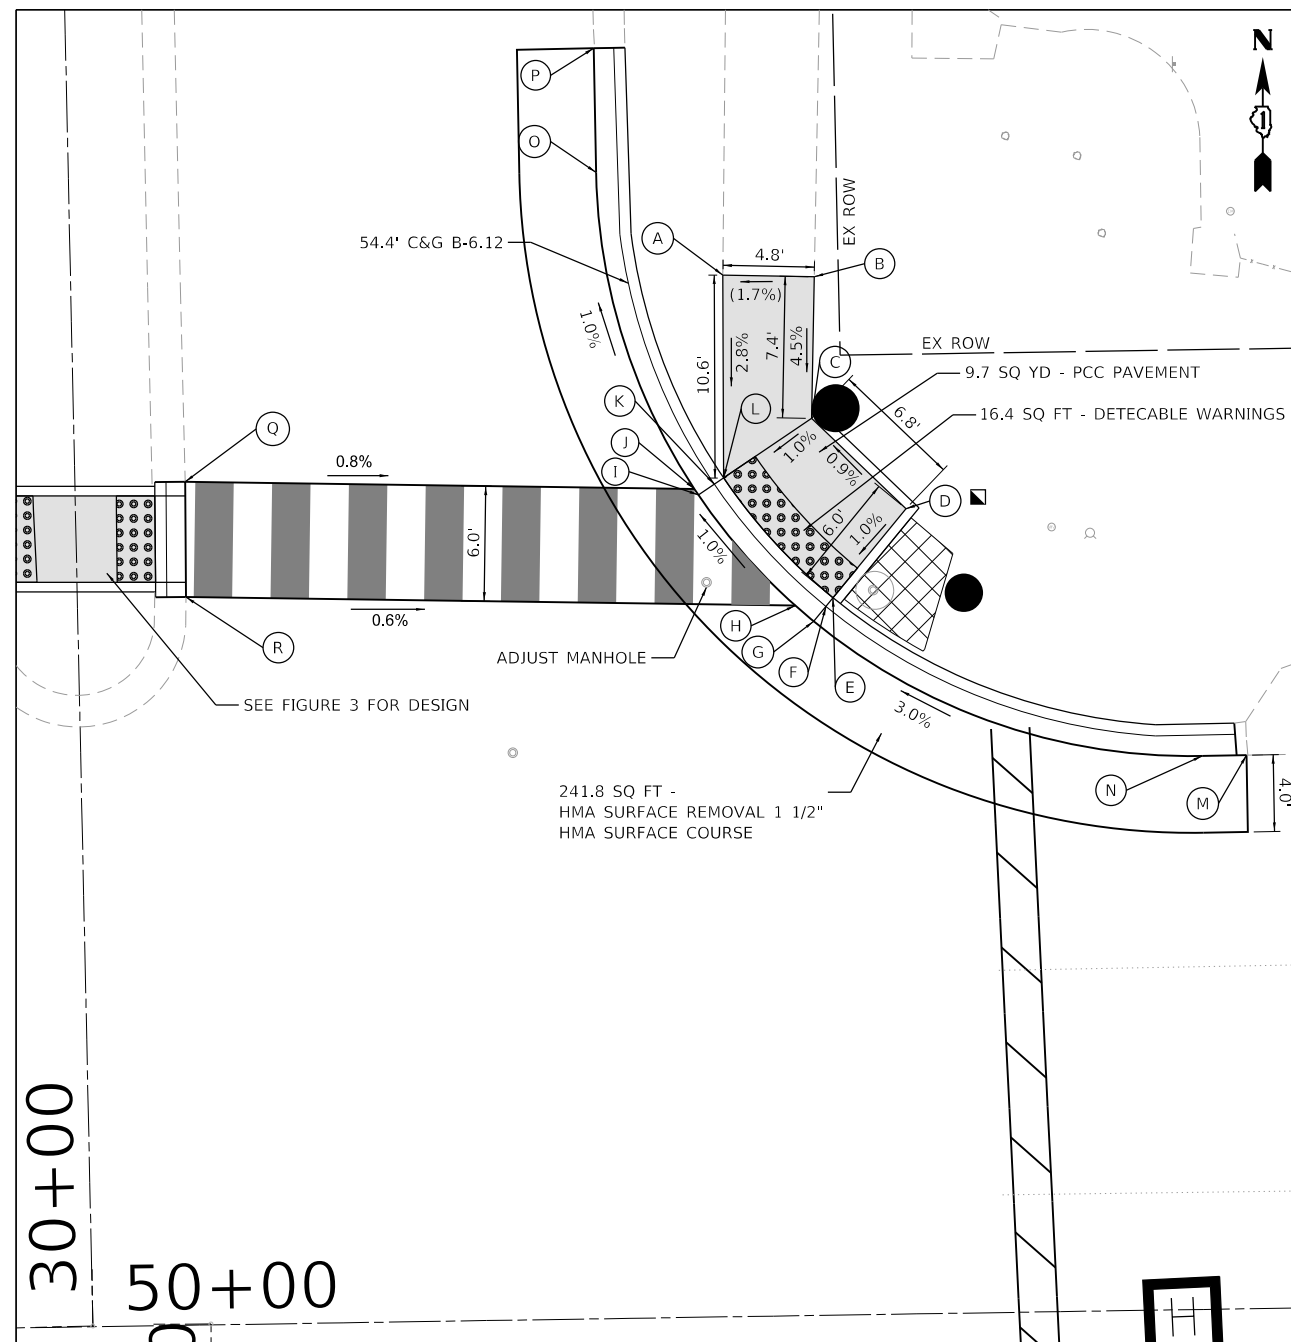 N
1
P
O
54.4' C&G B-6.12
A
4.8'
B
EX ROW
(1.7%)
1.0%
10.6'
2.8%
7.4'
4.5%
C
EX ROW
9.7 SQ YD - PCC PAVEMENT
6.8'
16.4 SQ FT - DETECABLE WARNINGS
K
L
Q
J
I
1.0%
0.9%
0.8%
D
6.0'
6.0'
1.0%
1.0%
0.6%
H
G
F
E
R
ADJUST MANHOLE
SEE FIGURE 3 FOR DESIGN
3.0%
241.8 SQ FT -
HMA SURFACE REMOVAL 1 1/2"
HMA SURFACE COURSE
N
M
4.0'
30+00
50+00
H